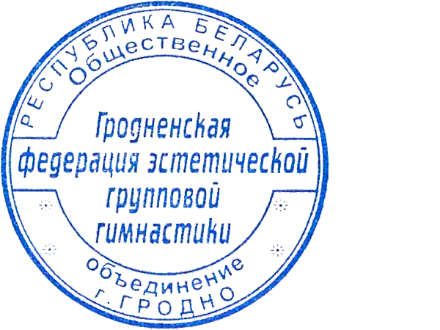 РЕСПУБЛИКА БЕЛАРУСЬ
Общественное
Гродненская
федерация эстетической
групповой
гимнастики
объединение
г. ГРОДНО